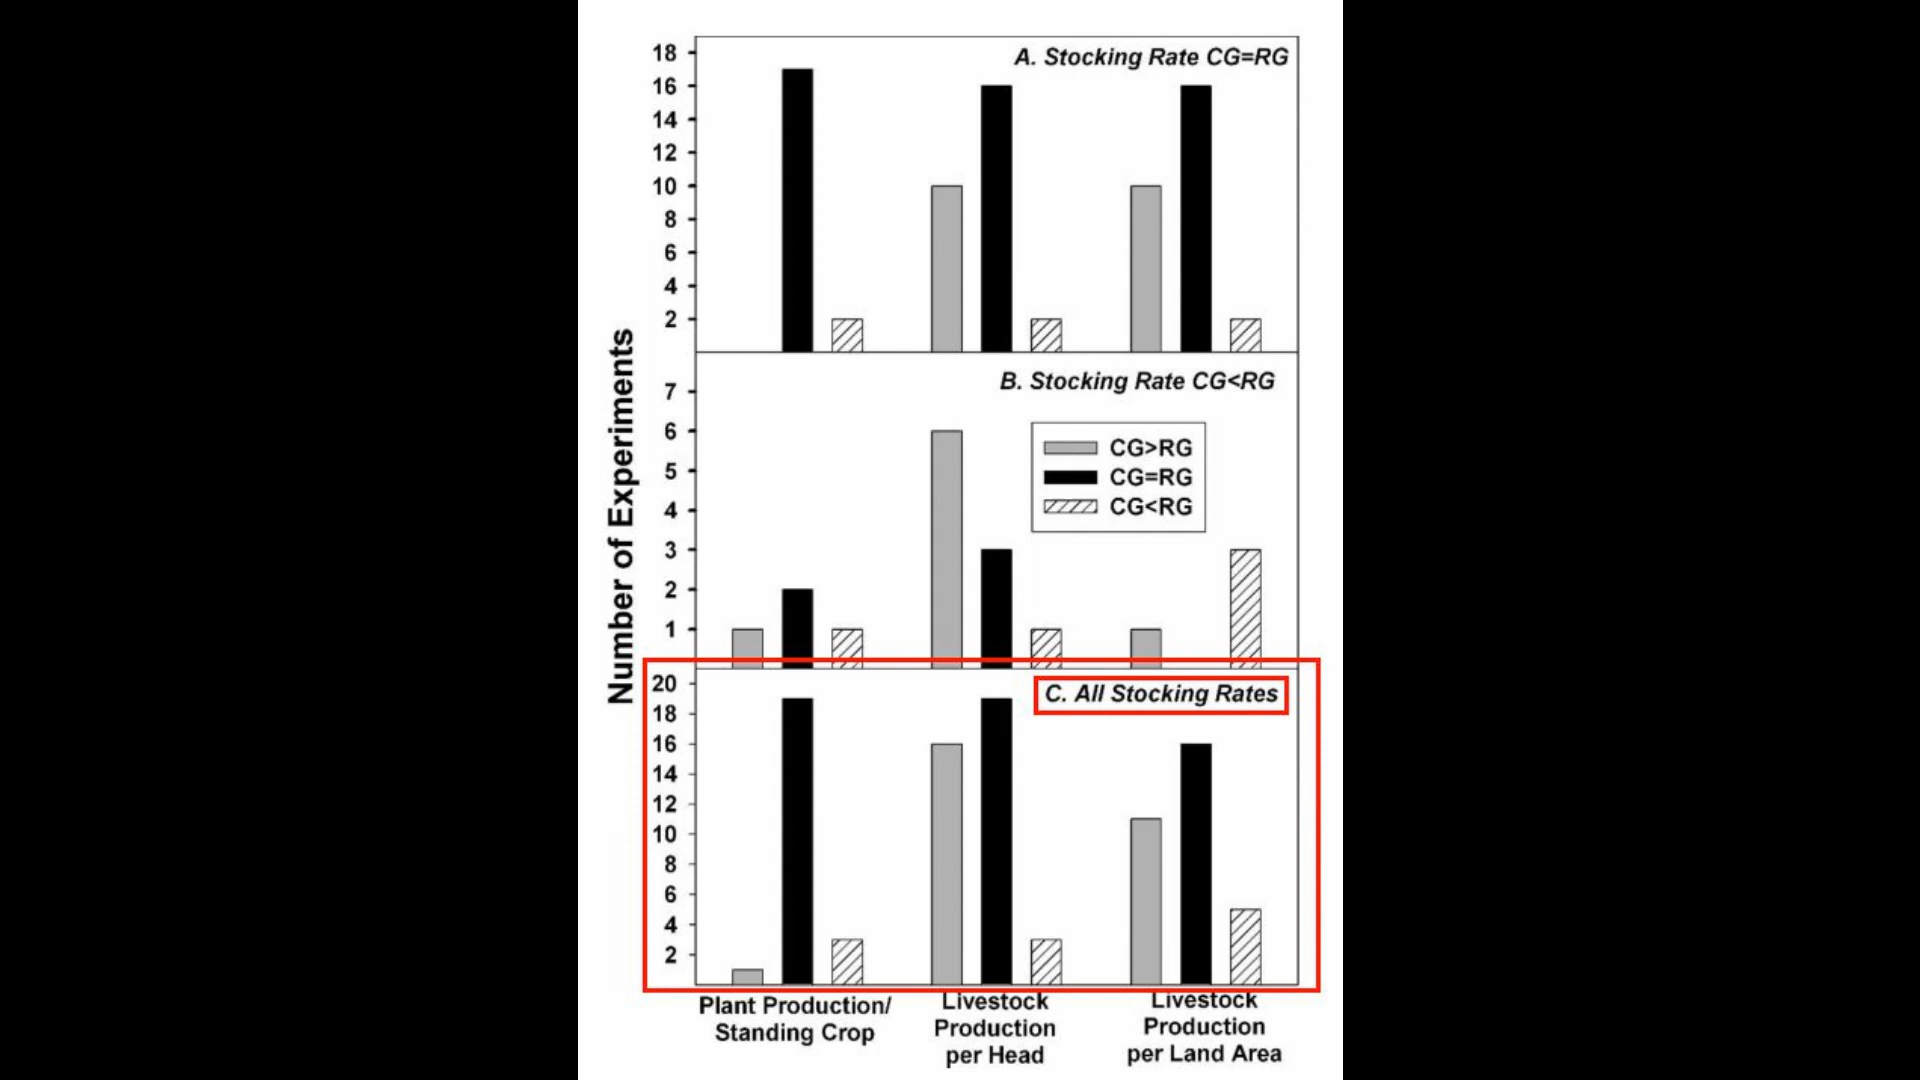 A. Stocking Rate CG=RG
18
16
14
12
10
8
6
4
2
B. Stocking Rate CG<RG
7
6
5
4
3
2
1
CG>RG
CG=RG
CG<RG
Number of Experiments
C. All Stocking Rates
20
18
16
14
12
10
8
6
4
2
Plant Production/
Standing Crop
Livestock
Production
per Head
Livestock
Production
per Land Area